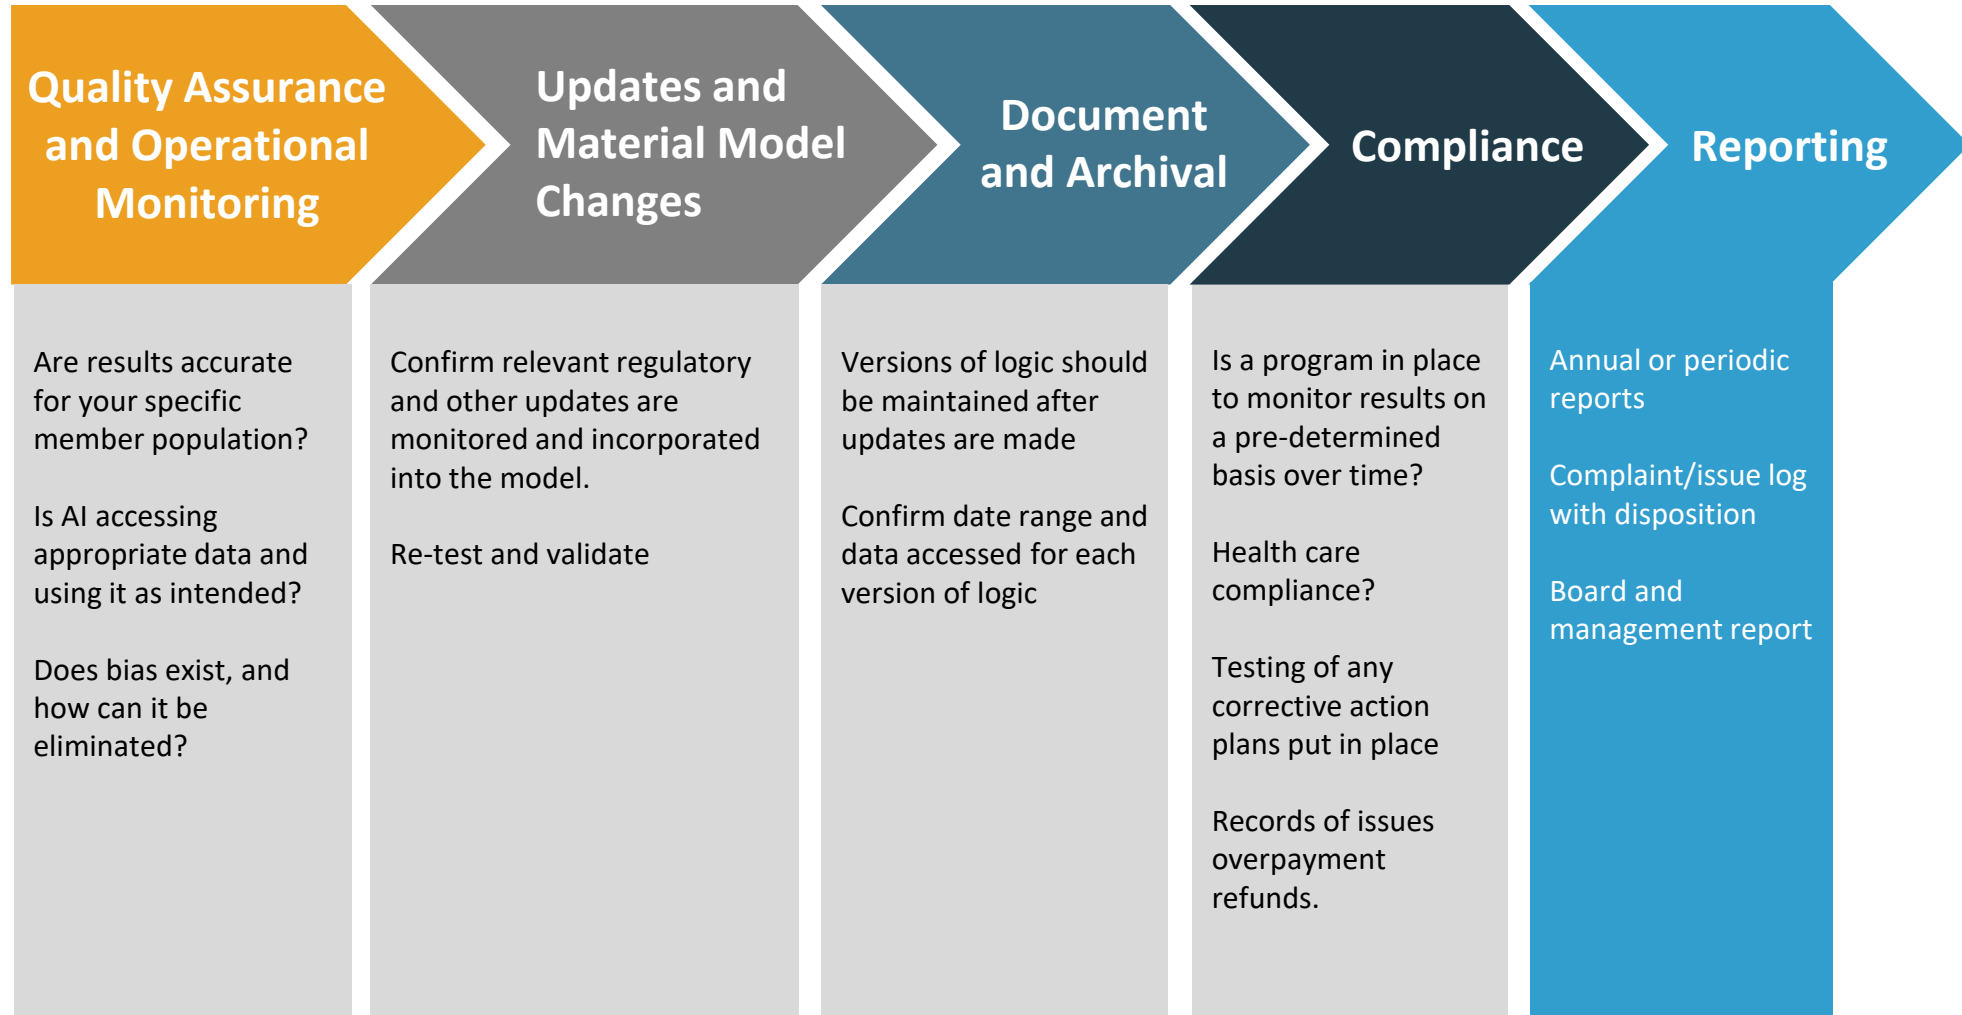 Quality Assurance
and Operational
Monitoring
Updates and
Material Model
Changes
Document
and Archival
Compliance
Reporting
Are results accurate
for your specific
member population?
Is AI accessing
appropriate data and
using it as intended?
Does bias exist, and
how can it be
eliminated?
Confirm relevant regulatory
and other updates are
monitored and incorporated
into the model.
Re-test and validate
Versions of logic should
be maintained after
updates are made
Confirm date range and
data accessed for each
version of logic
Is a program in place
to monitor results on
a pre-determined
basis over time?
Health care
compliance?
Testing of any
corrective action
plans put in place
Records of issues
overpayment
refunds.
Annual or periodic
reports
Complaint/issue log
with disposition
Board and
management report